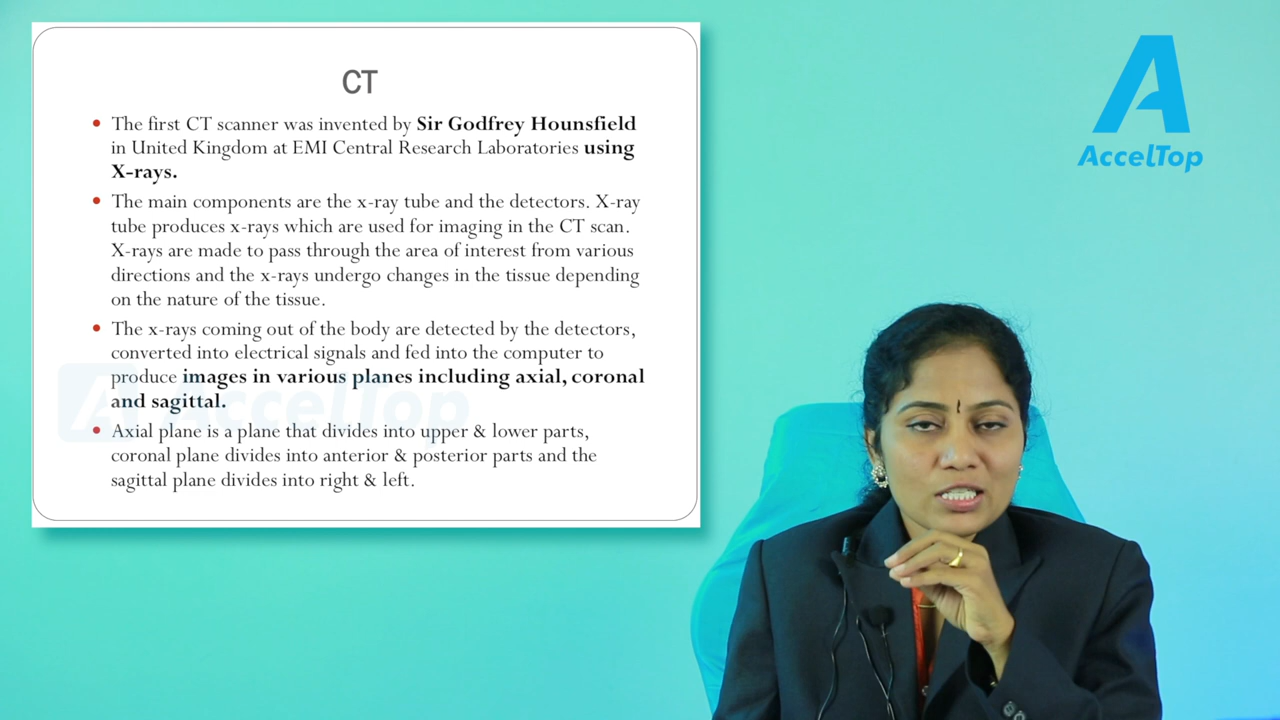 CT
The first CT scanner was invented by Sir Godfrey Hounsfield
in United Kingdom at EMI Central Research Laboratories using
X-rays.
The main components are the x-ray tube and the detectors. X-ray
tube produces x-rays which are used for imaging in the CT scan.
X-rays are made to pass through the area of interest from various
directions and the x-rays undergo changes in the tissue depending
on the nature of the tissue.
The x-rays coming out of the body are detected by the detectors,
converted into electrical signals and fed into the computer to
produce images in various planes including axial, coronal
and sagittal.
Axial plane is a plane that divides into upper & lower parts,
coronal plane divides into anterior & posterior parts and the
sagittal plane divides into right & left.
AccelTop
AccelTop